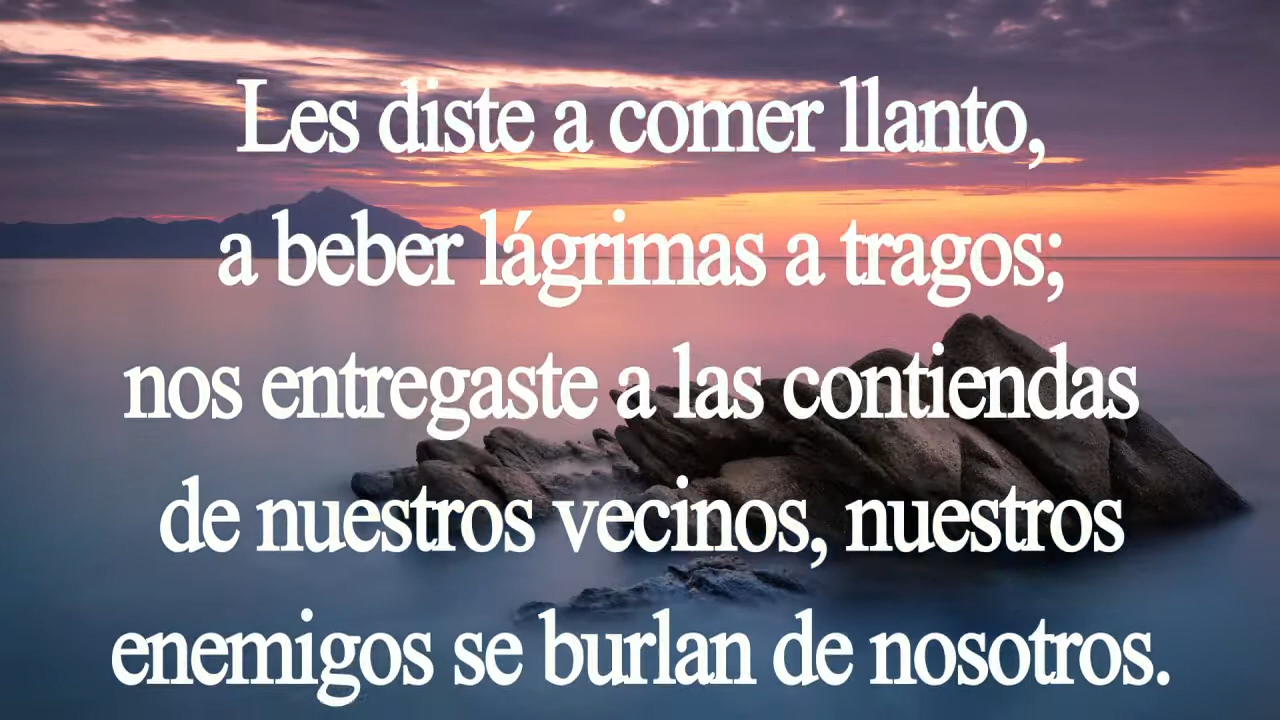 Les diste a comer llanto,
a beber lágrimas a tragos;
nos entregaste a las contiendas
de nuestros vecinos, nuestros
enemigos se burlan de nosotros.